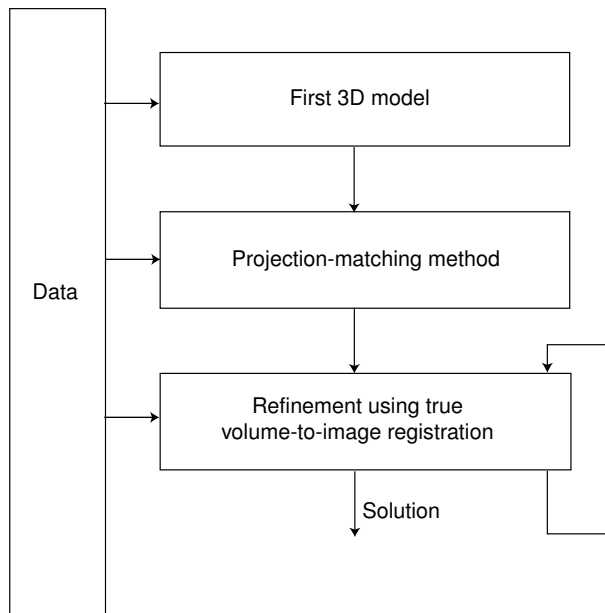 First 3D model
Projection-matching method
Data
Refinement using true
volume-to-image registration
Solution